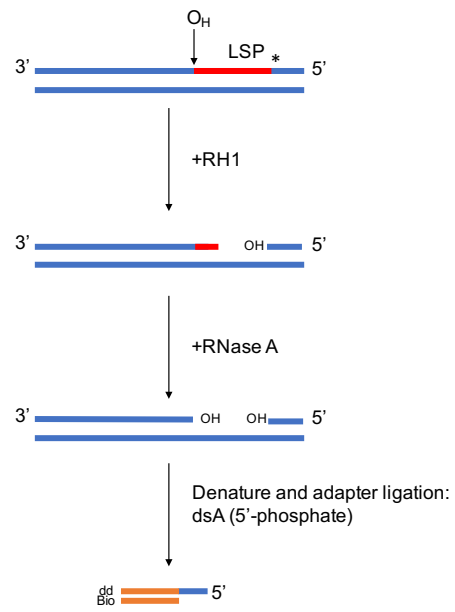 OH
LSP *
3’ 5’
+RH1
3’ OH 5’
+RNase A
3’ OH OH 5’
Denature and adapter ligation:
dsA (5’-phosphate)
dd 5’
Bio